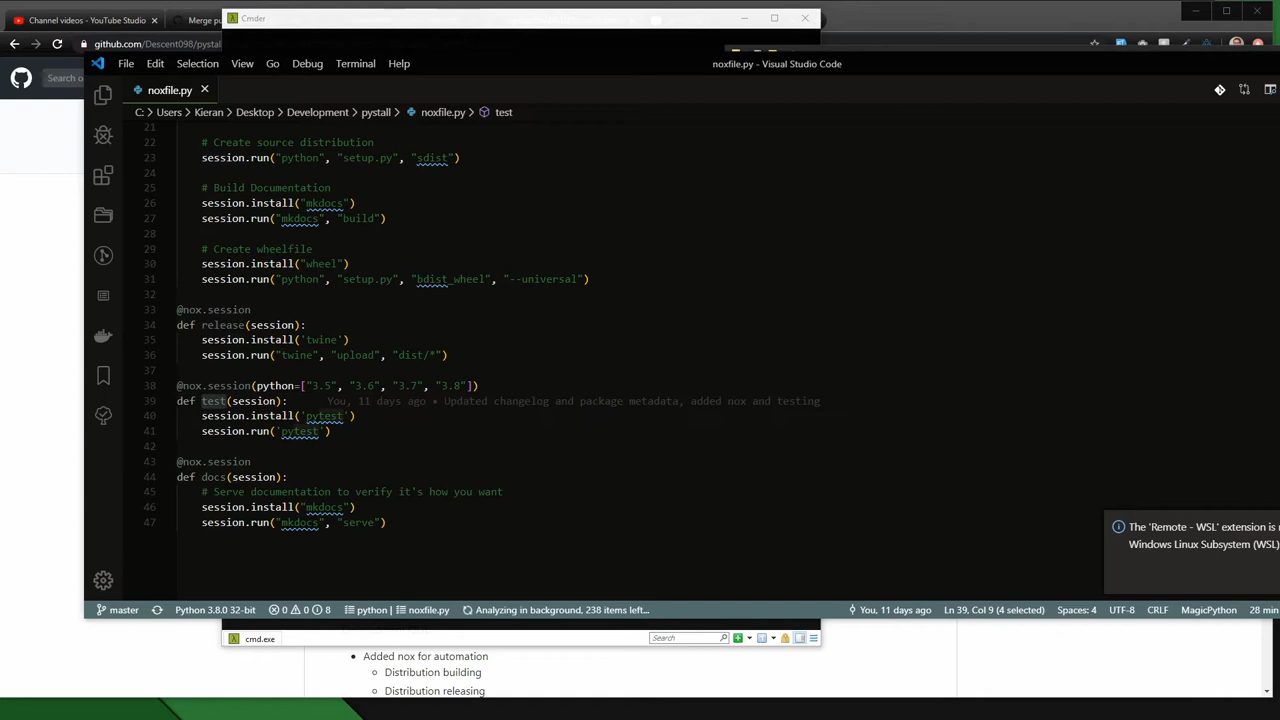 Channel videos - YouTube Studio
Merge pu
Cmder
github.com/Descent098/pystall
Search o
File Edit Selection View Go Debug Terminal Help
noxfile.py - Visual Studio Code
noxfile.py
C: > Users > Kieran > Desktop > Development > pystall > noxfile.py > test
21
22 # Create source distribution
23 session.run("python", "setup.py", "sdist")
24
25 # Build Documentation
26 session.install("mkdocs")
27 session.run("mkdocs", "build")
28
29 # Create wheelfile
30 session.install("wheel")
31 session.run("python", "setup.py", "bdist_wheel", "--universal")
32
33 @nox.session
34 def release(session):
35 session.install('twine')
36 session.run("twine", "upload", "dist/*")
37
38 @nox.session(python=["3.5", "3.6", "3.7", "3.8"])
39 def test(session): You, 11 days ago • Updated changelog and package metadata, added nox and testing
40 session.install('pytest')
41 session.run('pytest')
42
43 @nox.session
44 def docs(session):
45 # Serve documentation to verify it's how you want
46 session.install("mkdocs")
47 session.run("mkdocs", "serve")
The 'Remote - WSL' extension is
Windows Linux Subsystem (WSL)
master Python 3.8.0 32-bit 0 0 8 python | noxfile.py Analyzing in background, 238 items left... You, 11 days ago Ln 39, Col 9 (4 selected) Spaces: 4 UTF-8 CRLF MagicPython 28 min
cmd.exe
Search
Added nox for automation
Distribution building
Distribution releasing